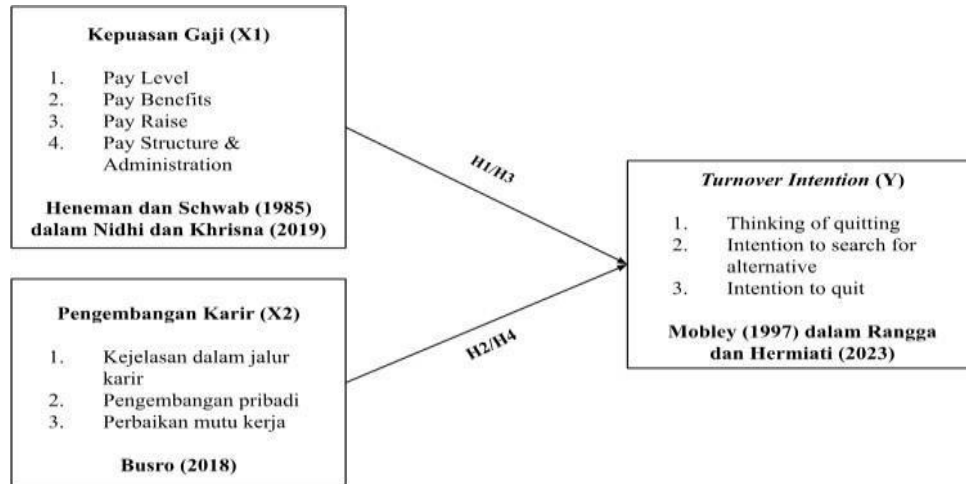 Kepuasan Gaji (X1)
1. Pay Level
2. Pay Benefits
3. Pay Raise
4. Pay Structure &
Administration
Heneman dan Schwab (1985)
dalam Nidhi dan Khrisna (2019)
H1/H3
Turnover Intention (Y)
1. Thinking of quitting
2. Intention to search for
alternative
3. Intention to quit
Mobley (1997) dalam Rangga
dan Hermiati (2023)
Pengembangan Karir (X2)
1. Kejelasan dalam jalur
karir
2. Pengembangan pribadi
3. Perbaikan mutu kerja
Busro (2018)
H2/H4